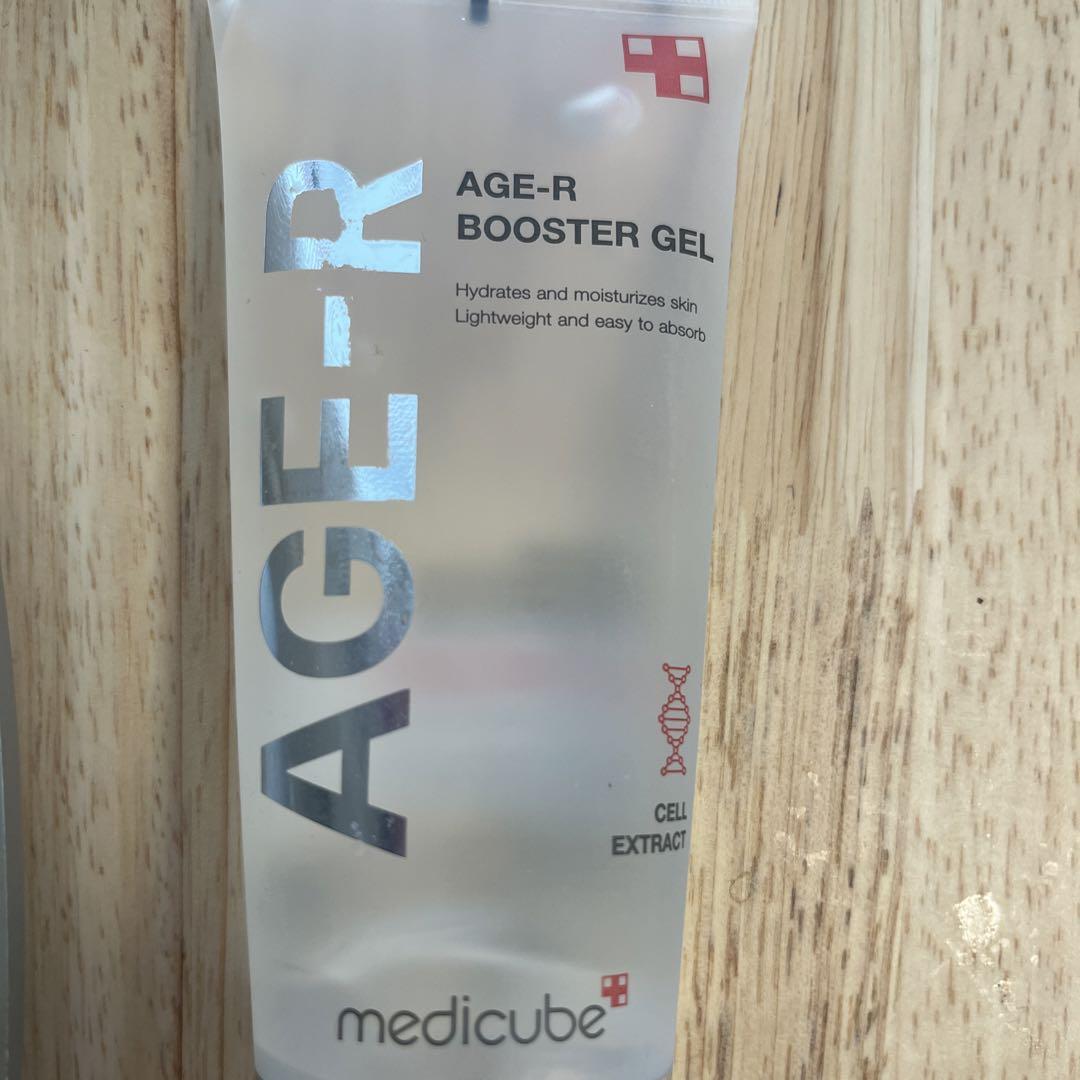 AGE-R
AGE-R
BOOSTER GEL
Hydrates and moisturizes skin
Lightweight and easy to absorb
CELL
EXTRACT
medicube